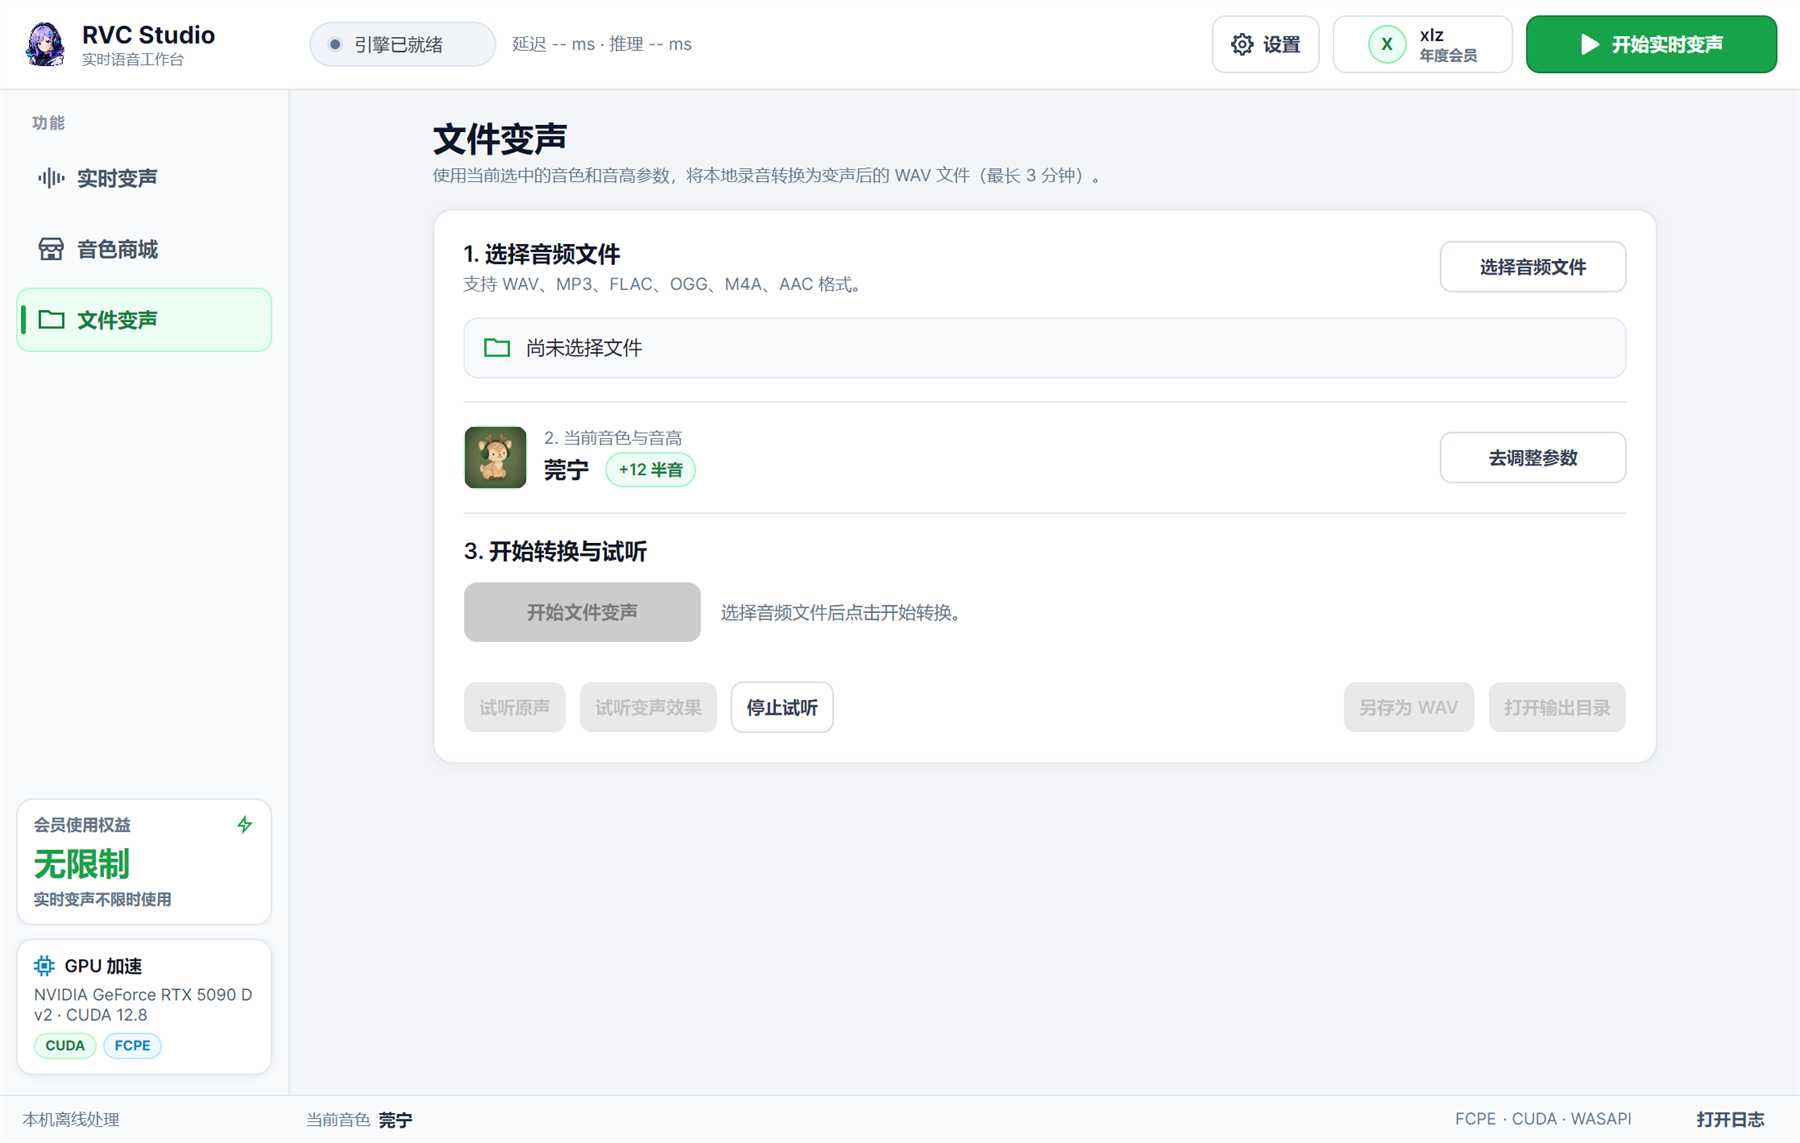 RVC Studio
实时语音工作台
引擎已就绪
延迟 -- ms · 推理 -- ms
设置
X
xlz
年度会员
开始实时变声
功能
实时变声
音色商城
文件变声
会员使用权益
无限制
实时变声不限时使用
GPU 加速
NVIDIA GeForce RTX 5090 D
v2 · CUDA 12.8
CUDA
FCPE
文件变声
使用当前选中的音色和音高参数，将本地录音转换为变声后的 WAV 文件（最长 3 分钟）。
1. 选择音频文件
支持 WAV、MP3、FLAC、OGG、M4A、AAC 格式。
选择音频文件
尚未选择文件
2. 当前音色与音高
莞宁
+12 半音
去调整参数
3. 开始转换与试听
开始文件变声
选择音频文件后点击开始转换。
试听原声
试听变声效果
停止试听
另存为 WAV
打开输出目录
本机离线处理
当前音色 莞宁
FCPE · CUDA · WASAPI
打开日志